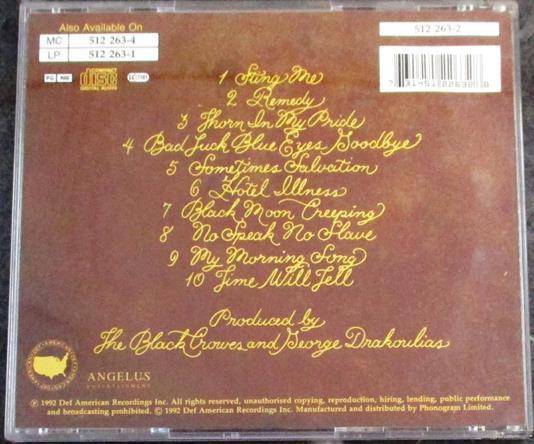 Also Available On
512 263-2
MC 512 263-4
LP 512 263-1
COMPACT
disc
DIGITAL AUDIO
1 Sting Me
2 Remedy
3 Thorn In My Pride
4 Bad Luck Blue Eyes Goodbye
5 Sometimes Salvation
6 Hotel Illness
7 Black Moon Creeping
8 No Speak No Slave
9 My Morning Song
10 Time Will Tell
Produced by
The Black Crowes and George Drakoulias
ANGELUS
ENTERTAINMENT
℗ 1992 Def American Recordings Inc. All rights reserved, unauthorised copying, reproduction, hiring, lending, public performance
and broadcasting prohibited. © 1992 Def American Recordings Inc. Manufactured and distributed by Phonogram Limited.